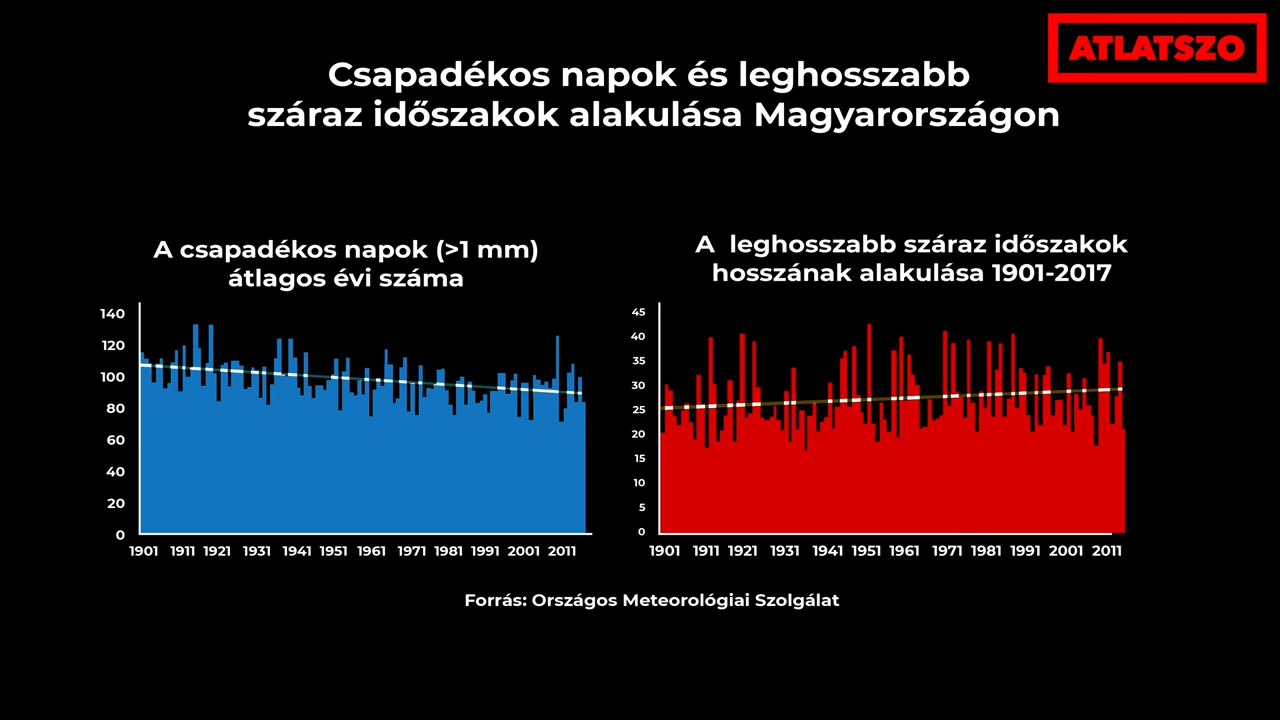 ATLATSZO
Csapadékos napok és leghosszabb
száraz időszakok alakulása Magyarországon
A csapadékos napok (>1 mm)
átlagos évi száma
140
120
100
80
60
40
20
0
1901 1911 1921 1931 1941 1951 1961 1971 1981 1991 2001 2011
A leghosszabb száraz időszakok
hosszának alakulása 1901-2017
45
40
35
30
25
20
15
10
5
0
1901 1911 1921 1931 1941 1951 1961 1971 1981 1991 2001 2011
Forrás: Országos Meteorológiai Szolgálat